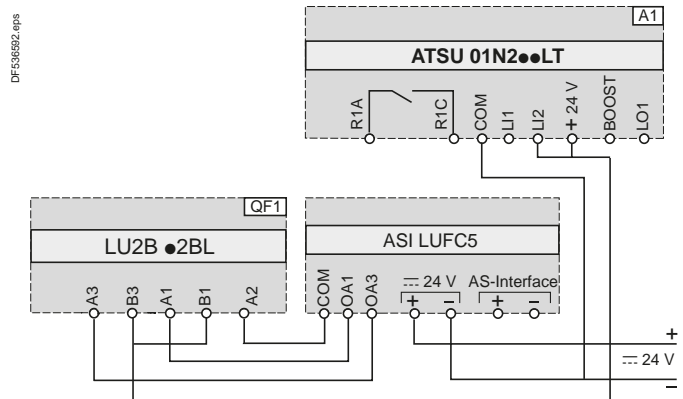 DF536592.eps
A1
ATSU 01N2●●LT
R1A
R1C
COM
LI1
LI2
+ 24 V
BOOST
LO1
QF1
LU2B ●2BL
A3
B3
A1
B1
A2
ASI LUFC5
COM
OA1
OA3
⎓ 24 V
AS-Interface
+ − + −
+
⎓ 24 V
−